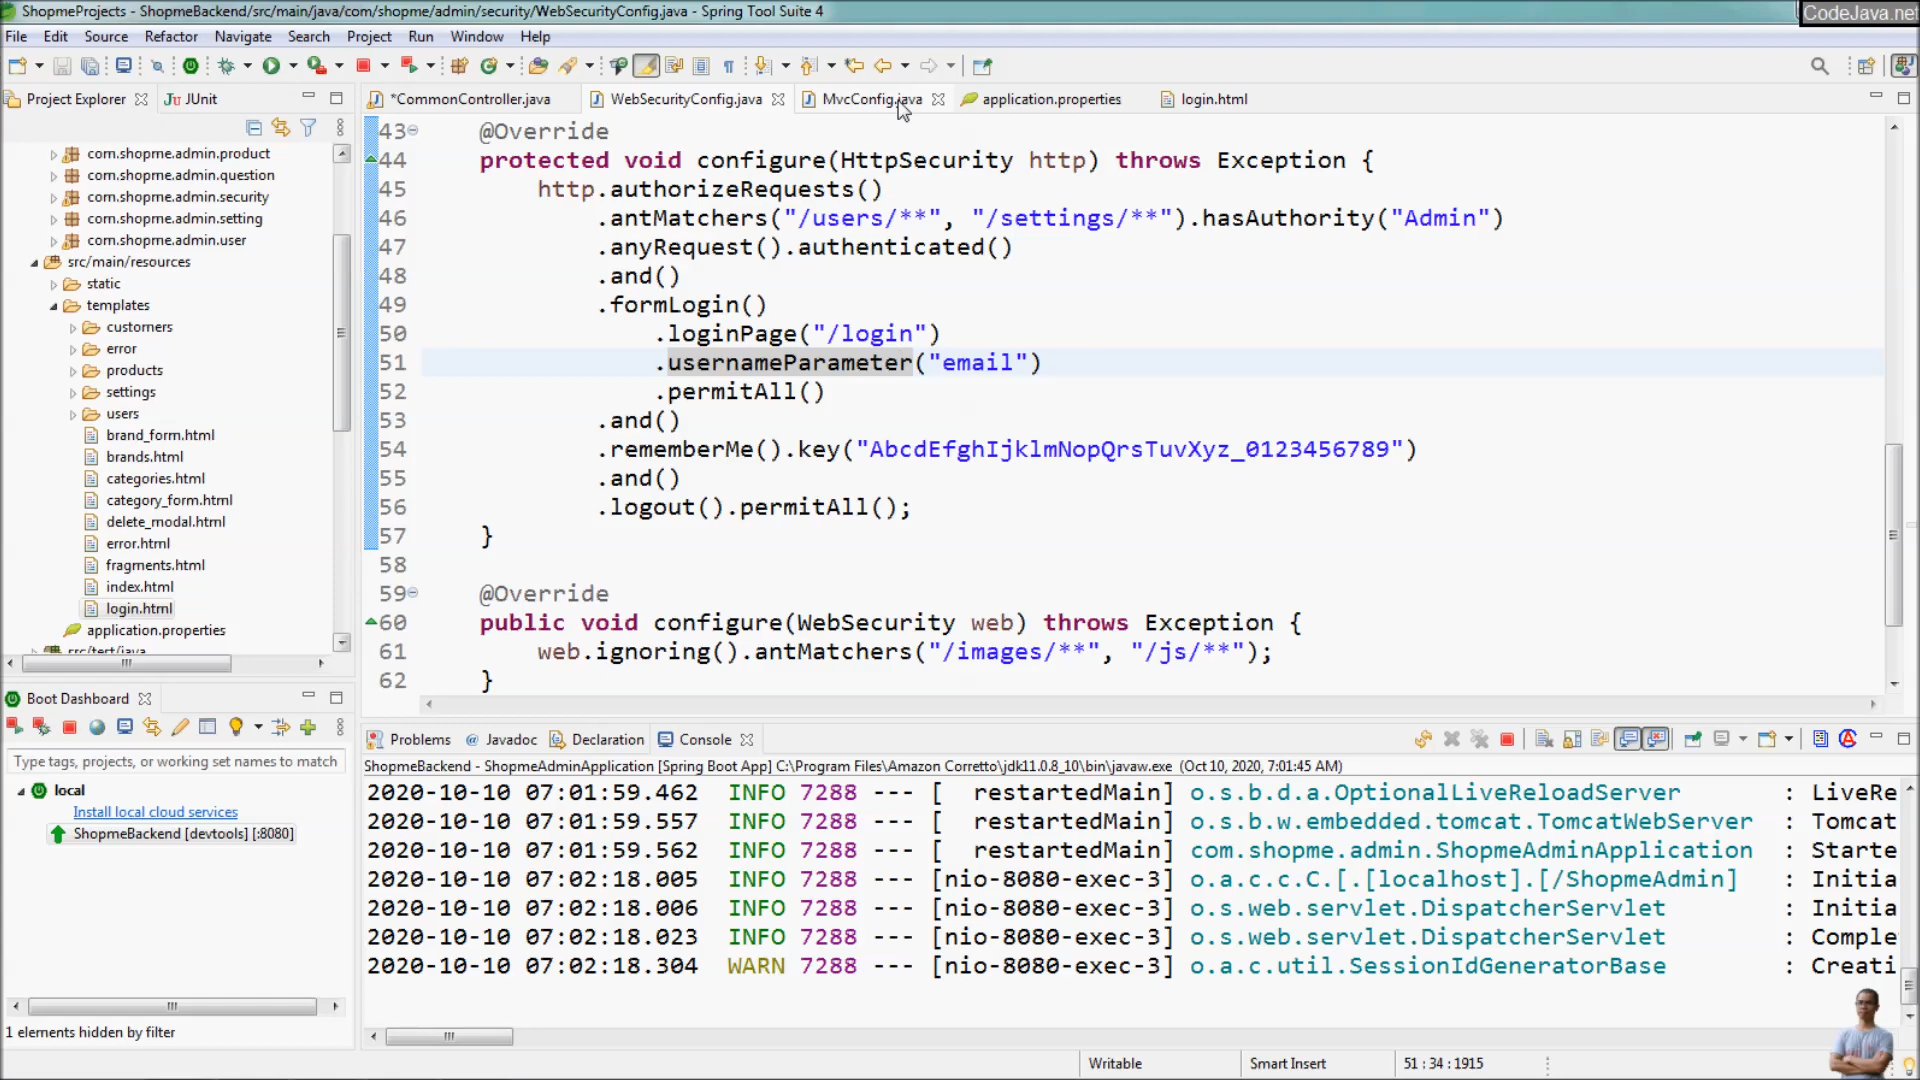 ShopmeProjects - ShopmeBackend/src/main/java/com/shopme/admin/security/WebSecurityConfig.java - Spring Tool Suite 4
CodeJava.net
File Edit Source Refactor Navigate Search Project Run Window Help
Project Explorer JUnit
*CommonController.java WebSecurityConfig.java MvcConfig.java application.properties login.html
com.shopme.admin.product
com.shopme.admin.question
com.shopme.admin.security
com.shopme.admin.setting
com.shopme.admin.user
src/main/resources
static
templates
customers
error
products
settings
users
brand_form.html
brands.html
categories.html
category_form.html
delete_modal.html
error.html
fragments.html
index.html
login.html
application.properties
src/test/java
43 @Override
44 protected void configure(HttpSecurity http) throws Exception {
45 http.authorizeRequests()
46 .antMatchers("/users/**", "/settings/**").hasAuthority("Admin")
47 .anyRequest().authenticated()
48 .and()
49 .formLogin()
50 .loginPage("/login")
51 .usernameParameter("email")
52 .permitAll()
53 .and()
54 .rememberMe().key("AbcdEfghIjklmNopQrsTuvXyz_0123456789")
55 .and()
56 .logout().permitAll();
57 }
58
59 @Override
60 public void configure(WebSecurity web) throws Exception {
61 web.ignoring().antMatchers("/images/**", "/js/**");
62 }
Boot Dashboard
Type tags, projects, or working set names to match
local
Install local cloud services
ShopmeBackend [devtools] [:8080]
1 elements hidden by filter
Problems Javadoc Declaration Console
ShopmeBackend - ShopmeAdminApplication [Spring Boot App] C:\Program Files\Amazon Corretto\jdk11.0.8_10\bin\javaw.exe (Oct 10, 2020, 7:01:45 AM)
2020-10-10 07:01:59.462 INFO 7288 --- [ restartedMain] o.s.b.d.a.OptionalLiveReloadServer : LiveRe
2020-10-10 07:01:59.557 INFO 7288 --- [ restartedMain] o.s.b.w.embedded.tomcat.TomcatWebServer : Tomcat
2020-10-10 07:01:59.562 INFO 7288 --- [ restartedMain] com.shopme.admin.ShopmeAdminApplication : Starte
2020-10-10 07:02:18.005 INFO 7288 --- [nio-8080-exec-3] o.a.c.c.C.[.[localhost].[/ShopmeAdmin] : Initia
2020-10-10 07:02:18.006 INFO 7288 --- [nio-8080-exec-3] o.s.web.servlet.DispatcherServlet : Initia
2020-10-10 07:02:18.023 INFO 7288 --- [nio-8080-exec-3] o.s.web.servlet.DispatcherServlet : Comple
2020-10-10 07:02:18.304 WARN 7288 --- [nio-8080-exec-3] o.a.c.util.SessionIdGeneratorBase : Creati
Writable Smart Insert 51 : 34 : 1915